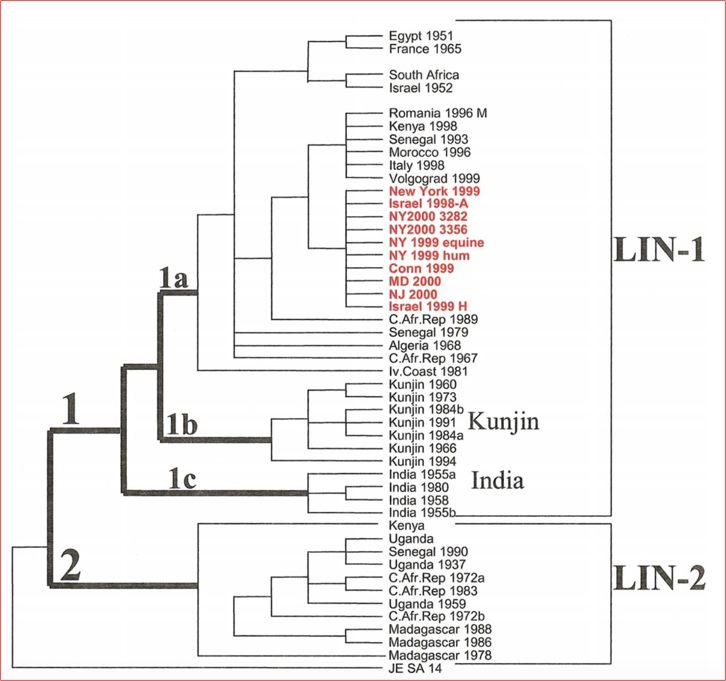 Egypt 1951
France 1965
South Africa
Israel 1952
Romania 1996 M
Kenya 1998
Senegal 1993
Morocco 1996
Italy 1998
Volgograd 1999
New York 1999
Israel 1998-A
NY2000 3282
NY2000 3356
NY 1999 equine
NY 1999 hum
Conn 1999
MD 2000
NJ 2000
Israel 1999 H
C.Afr.Rep 1989
Senegal 1979
Algeria 1968
C.Afr.Rep 1967
Iv.Coast 1981
LIN-1
1a
Kunjin 1960
Kunjin 1973
Kunjin 1984b
Kunjin 1991
Kunjin 1984a
Kunjin 1966
Kunjin 1994
Kunjin
1
1b
India 1955a
India 1980
India 1958
India 1955b
India
1c
Kenya
Uganda
Senegal 1990
Uganda 1937
C.Afr.Rep 1972a
C.Afr.Rep 1983
Uganda 1959
C.Afr.Rep 1972b
Madagascar 1988
Madagascar 1986
Madagascar 1978
LIN-2
2
JE SA 14